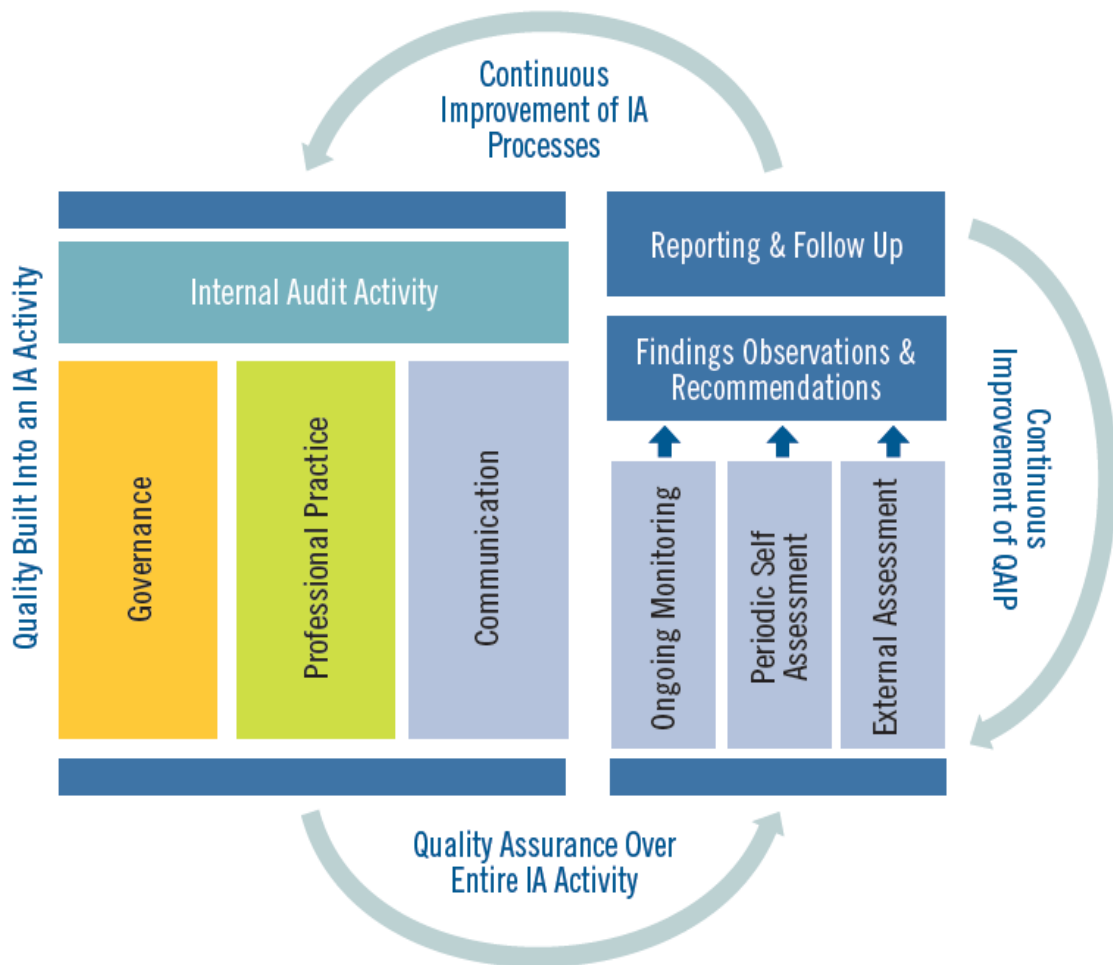 Continuous
Improvement of IA
Processes
Quality Built Into an IA Activity
Internal Audit Activity
Governance
Professional Practice
Communication
Reporting & Follow Up
Findings Observations &
Recommendations
Ongoing Monitoring
Periodic Self
Assessment
External Assessment
Continuous
Improvement of QAIP
Quality Assurance Over
Entire IA Activity